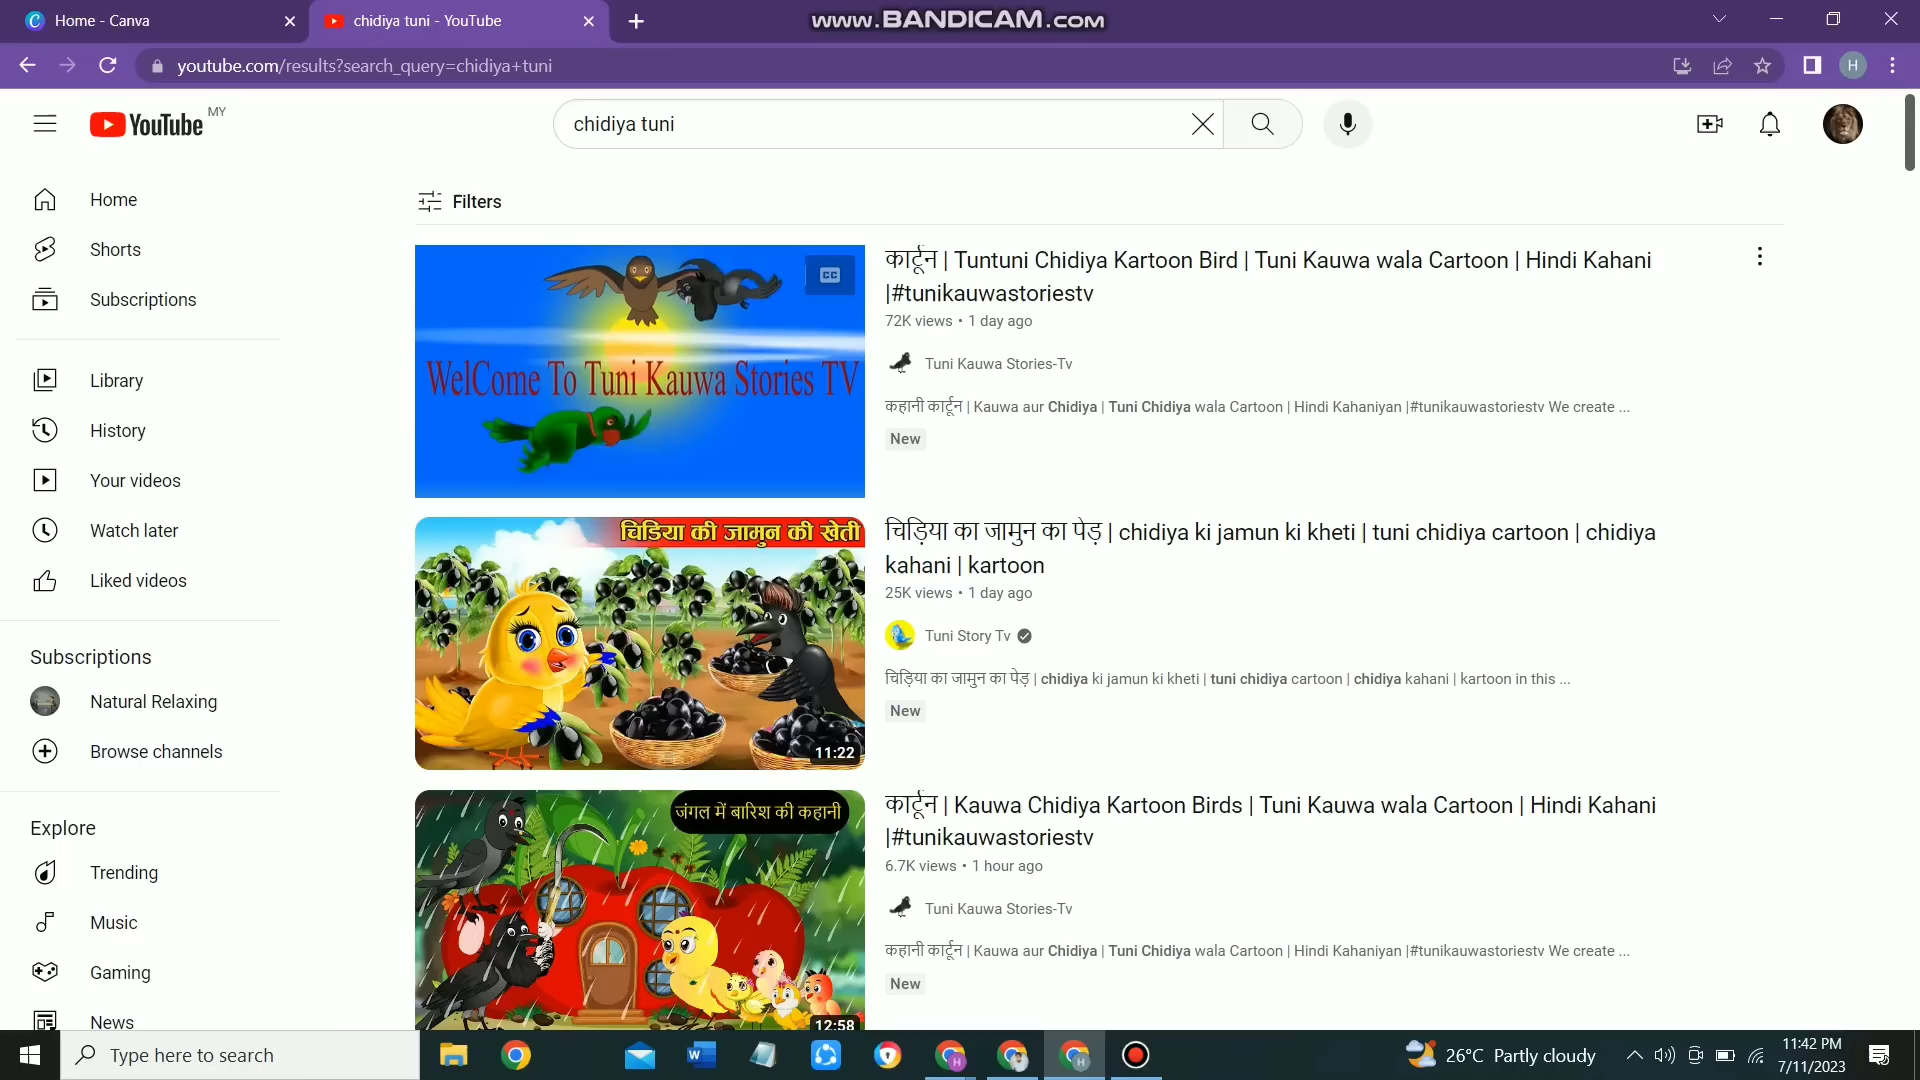 Home - Canva
chidiya tuni - YouTube
www.BANDICAM.com
youtube.com/results?search_query=chidiya+tuni
H
YouTube MY
chidiya tuni
Home
Shorts
Subscriptions
Library
History
Your videos
Watch later
Liked videos
Subscriptions
Natural Relaxing
Browse channels
Explore
Trending
Music
Gaming
News
Filters
CC
WelCome To Tuni Kauwa Stories TV
कार्टून | Tuntuni Chidiya Kartoon Bird | Tuni Kauwa wala Cartoon | Hindi Kahani
|#tunikauwastoriestv
72K views • 1 day ago
Tuni Kauwa Stories-Tv
कहानी कार्टून | Kauwa aur Chidiya | Tuni Chidiya wala Cartoon | Hindi Kahaniyan |#tunikauwastoriestv We create ...
New
चिडिया की जामुन की खेती
11:22
चिड़िया का जामुन का पेड़ | chidiya ki jamun ki kheti | tuni chidiya cartoon | chidiya
kahani | kartoon
25K views • 1 day ago
Tuni Story Tv
चिड़िया का जामुन का पेड़ | chidiya ki jamun ki kheti | tuni chidiya cartoon | chidiya kahani | kartoon in this ...
New
जंगल में बारिश की कहानी
12:58
कार्टून | Kauwa Chidiya Kartoon Birds | Tuni Kauwa wala Cartoon | Hindi Kahani
|#tunikauwastoriestv
6.7K views • 1 hour ago
Tuni Kauwa Stories-Tv
कहानी कार्टून | Kauwa aur Chidiya | Tuni Chidiya wala Cartoon | Hindi Kahaniyan |#tunikauwastoriestv We create ...
New
Type here to search
26°C Partly cloudy
11:42 PM
7/11/2023